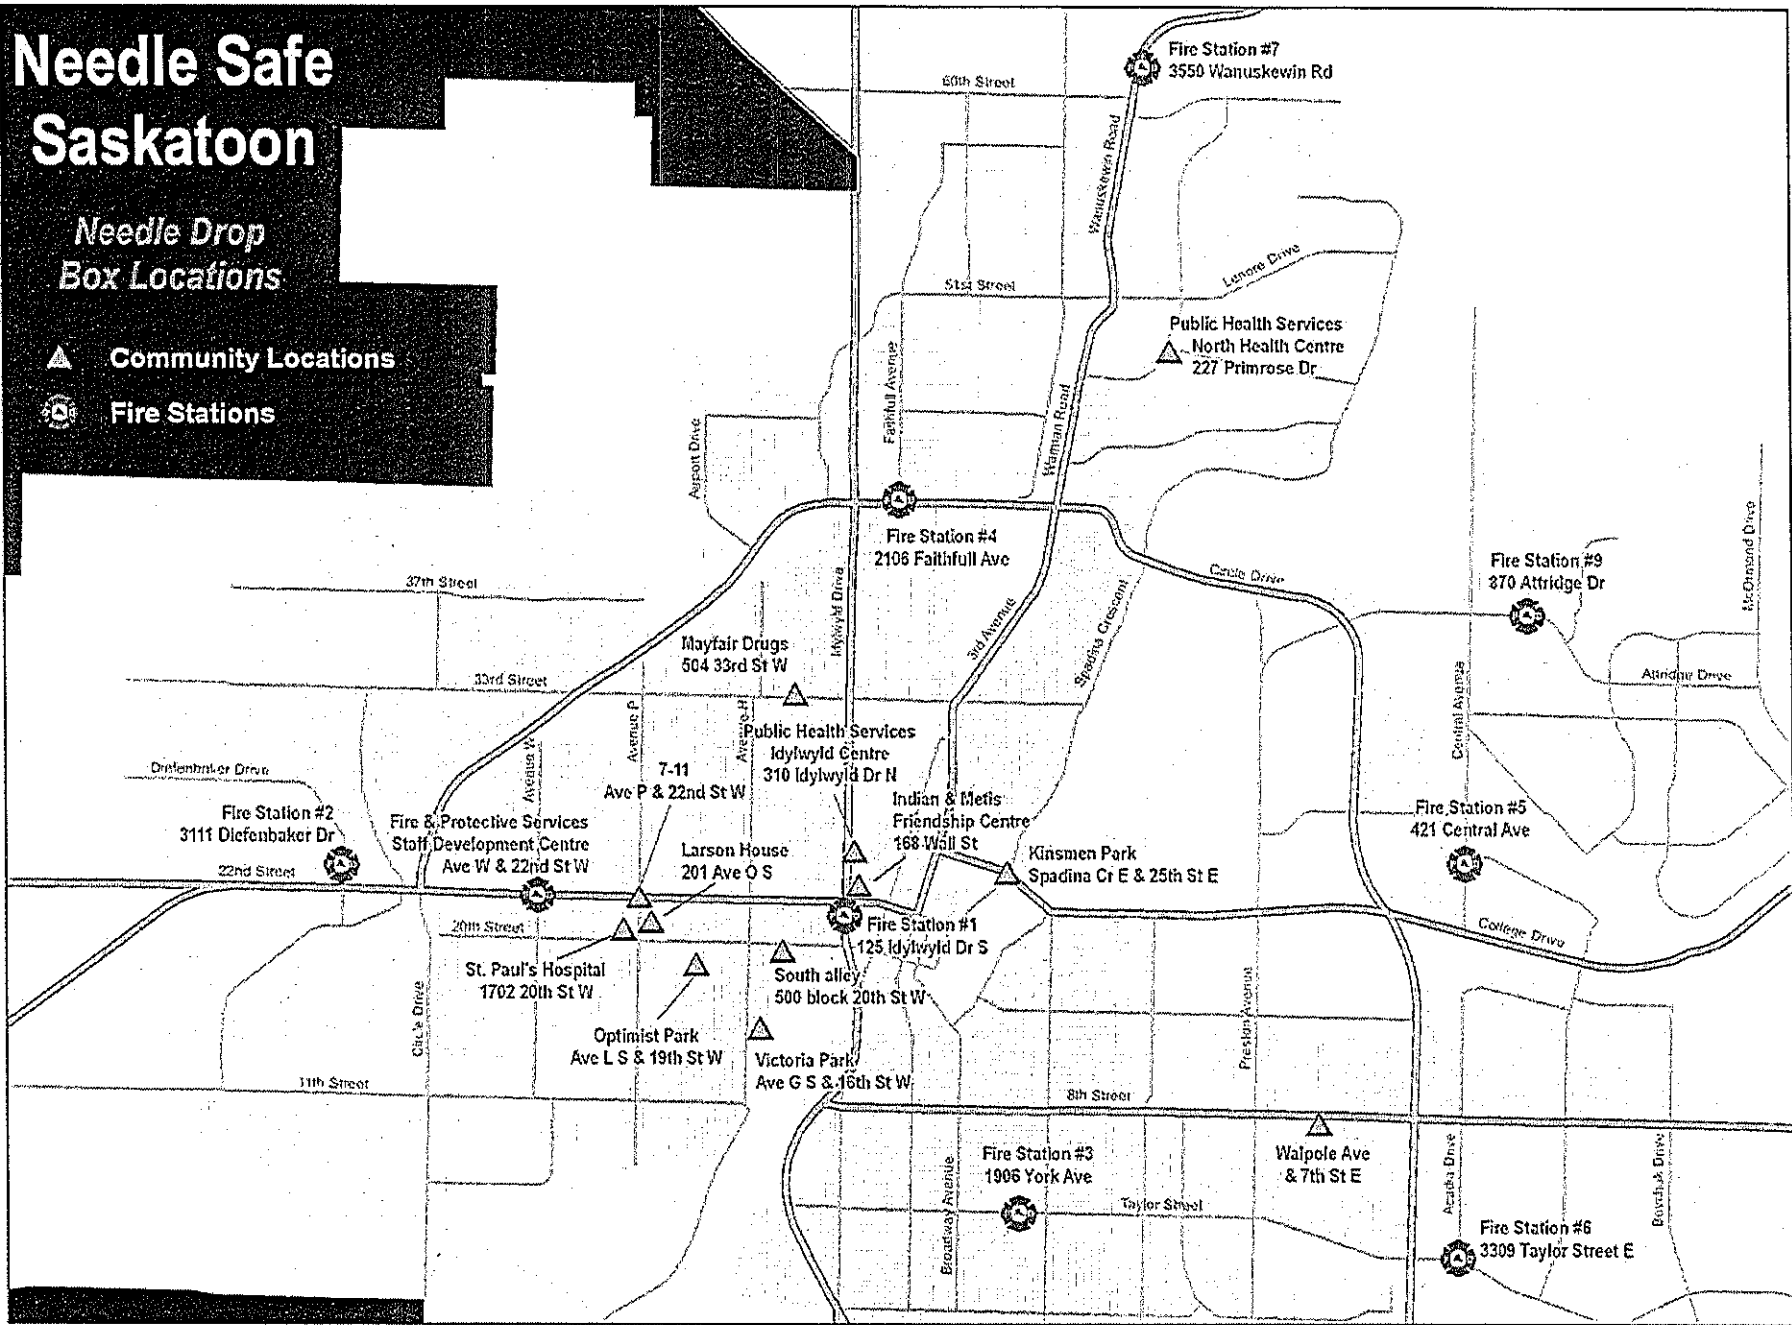 Needle Safe
Saskatoon
Needle Drop
Box Locations
Community Locations
Fire Stations
Fire Station #7
3550 Wanuskewin Rd
60th Street
Wanuskewin Road
Lenore Drive
51st Street
Public Health Services
North Health Centre
227 Primrose Dr
Faithfull Avenue
Warman Road
Airport Drive
Fire Station #4
2106 Faithfull Ave
Circle Drive
McOrmond Drive
Fire Station #9
870 Attridge Dr
37th Street
Idylwyld Drive
3rd Avenue
Spadina Crescent
Mayfair Drugs
504 33rd St W
33rd Street
Attridge Drive
Central Avenue
Avenue P
Avenue H
Avenue W
Public Health Services
Idylwyld Centre
310 Idylwyld Dr N
Diefenbaker Drive
7-11
Ave P & 22nd St W
Fire Station #2
3111 Diefenbaker Dr
Fire & Protective Services
Staff Development Centre
Ave W & 22nd St W
Indian & Metis
Friendship Centre
168 Wall St
Fire Station #5
421 Central Ave
Larson House
201 Ave O S
Kinsmen Park
Spadina Cr E & 25th St E
22nd Street
20th Street
Fire Station #1
125 Idylwyld Dr S
College Drive
St. Paul's Hospital
1702 20th St W
South alley
500 block 20th St W
Circle Drive
Preston Avenue
Optimist Park
Ave L S & 19th St W
Victoria Park
Ave G S & 16th St W
11th Street
8th Street
Fire Station #3
1906 York Ave
Walpole Ave
& 7th St E
Broadway Avenue
Taylor Street
Acadia Drive
Boychuk Drive
Fire Station #6
3309 Taylor Street E